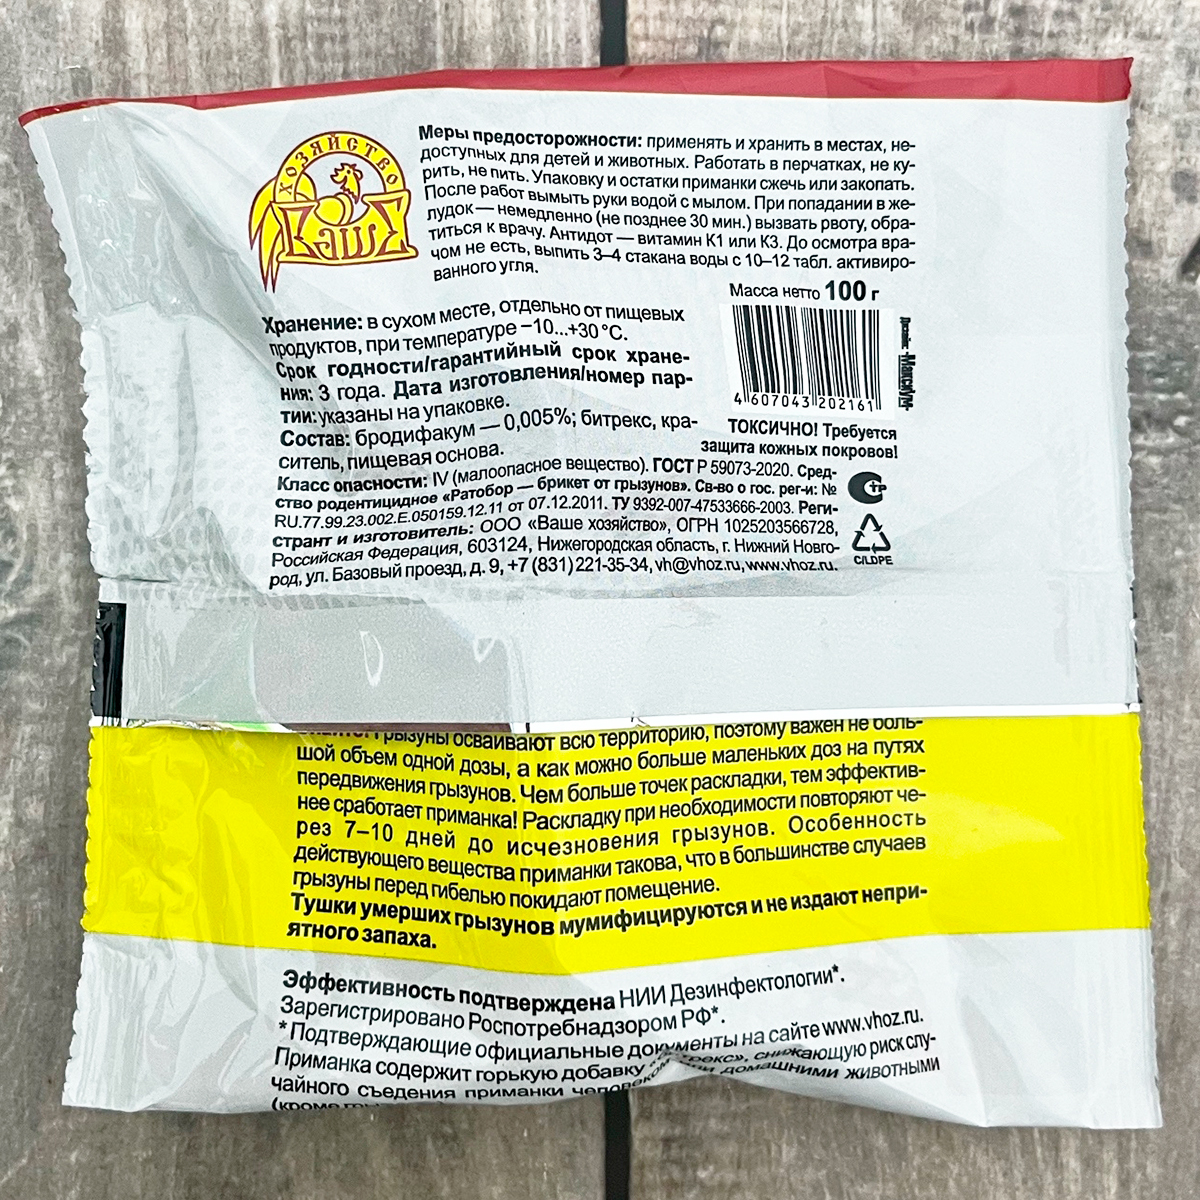 ХОЗЯЙСТВО
ВАШЕ
Меры предосторожности: применять и хранить в местах, не-
доступных для детей и животных. Работать в перчатках, не ку-
рить, не пить. Упаковку и остатки приманки сжечь или закопать.
После работ вымыть руки водой с мылом. При попадании в же-
лудок — немедленно (не позднее 30 мин.) вызвать рвоту, обра-
титься к врачу. Антидот — витамин К1 или К3. До осмотра вра-
чом не есть, выпить 3–4 стакана воды с 10–12 табл. активиро-
ванного угля.
Масса нетто 100 г
Хранение: в сухом месте, отдельно от пищевых
продуктов, при температуре −10...+30 °С.
Срок годности/гарантийный срок хране-
ния: 3 года. Дата изготовления/номер пар-
тии: указаны на упаковке.
Состав: бродифакум — 0,005%; битрекс, кра-
ситель, пищевая основа.
Дизайн: «МаксиУм»
4 607043 202161
ТОКСИЧНО! Требуется
защита кожных покровов!
Класс опасности: IV (малоопасное вещество). ГОСТ Р 59073-2020. Сред-
ство родентицидное «Ратобор — брикет от грызунов». Св-во о гос. рег-и: №
RU.77.99.23.002.Е.050159.12.11 от 07.12.2011. ТУ 9392-007-47533666-2003. Реги-
странт и изготовитель: ООО «Ваше хозяйство», ОГРН 1025203566728,
Российская Федерация, 603124, Нижегородская область, г. Нижний Новго-
род, ул. Базовый проезд, д. 9, +7 (831) 221-35-34, vh@vhoz.ru, www.vhoz.ru.
C/LDPE
Грызуны осваивают всю территорию, поэтому важен не боль-
шой объем одной дозы, а как можно больше маленьких доз на путях
передвижения грызунов. Чем больше точек раскладки, тем эффектив-
нее сработает приманка! Раскладку при необходимости повторяют че-
рез 7–10 дней до исчезновения грызунов. Особенность
действующего вещества приманки такова, что в большинстве случаев
грызуны перед гибелью покидают помещение.
Тушки умерших грызунов мумифицируются и не издают непри-
ятного запаха.
Эффективность подтверждена НИИ Дезинфектологии*.
Зарегистрировано Роспотребнадзором РФ*.
*Подтверждающие официальные документы на сайте www.vhoz.ru.
Приманка содержит горькую добавку снижающую риск слу-
чайного съедения приманки человеком домашними животными
(кроме